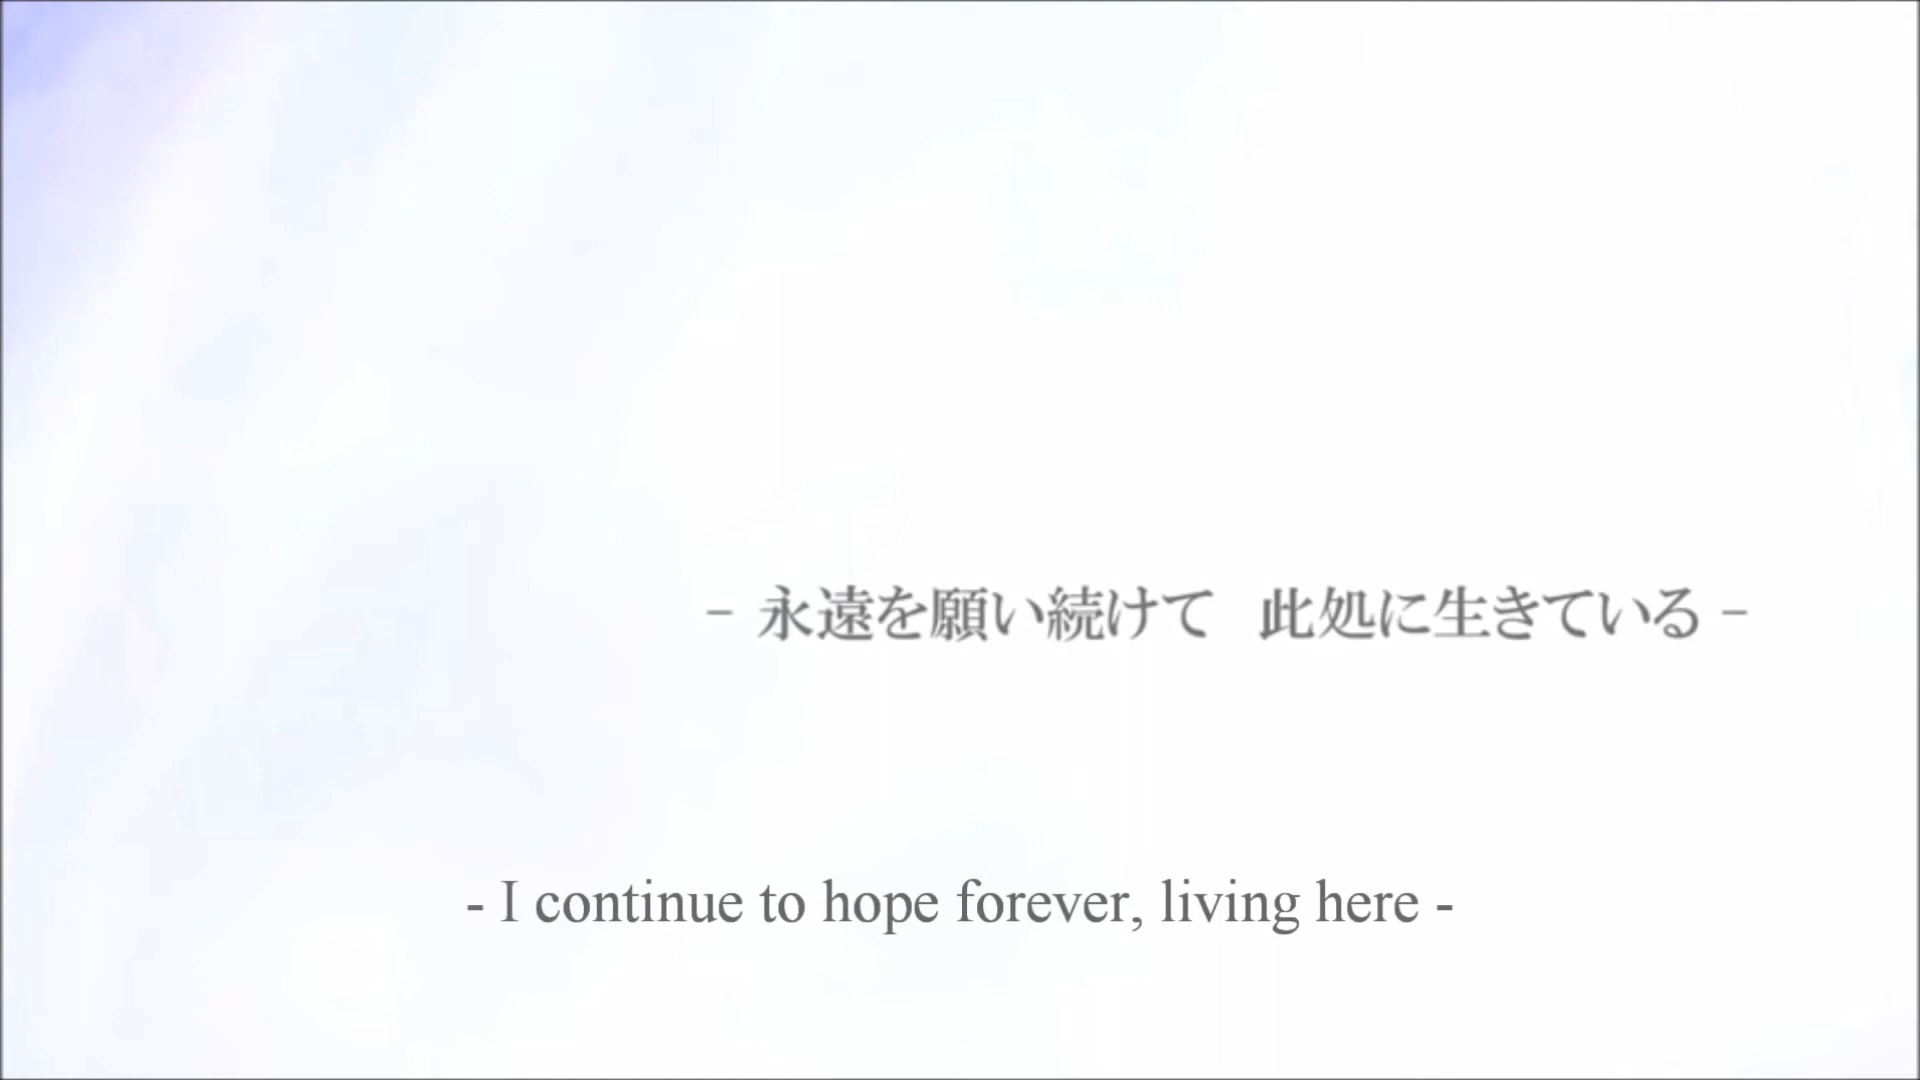 - 永遠を願い続けて　此処に生きている -
- I continue to hope forever, living here -